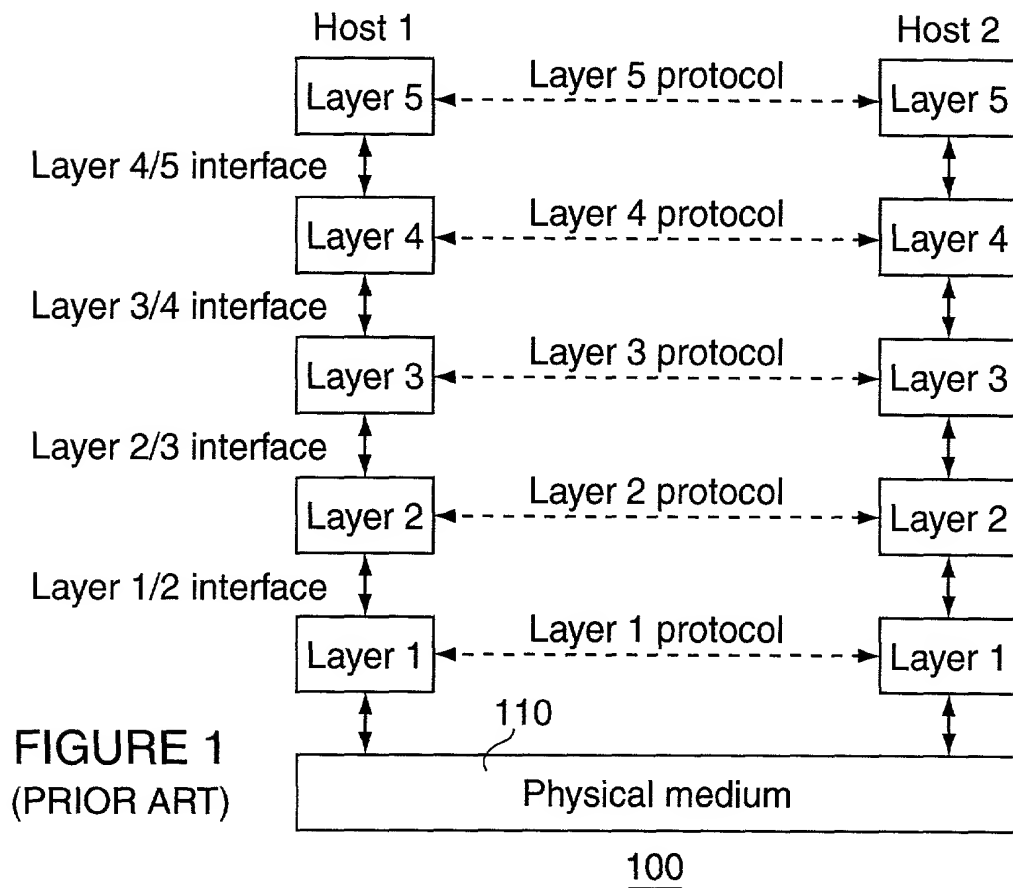 Host 1
Host 2
Layer 5
Layer 5 protocol
Layer 5
Layer 4/5 interface
Layer 4
Layer 4 protocol
Layer 4
Layer 3/4 interface
Layer 3
Layer 3 protocol
Layer 3
Layer 2/3 interface
Layer 2
Layer 2 protocol
Layer 2
Layer 1/2 interface
Layer 1
Layer 1 protocol
Layer 1
110
FIGURE 1
(PRIOR ART)
Physical medium
100